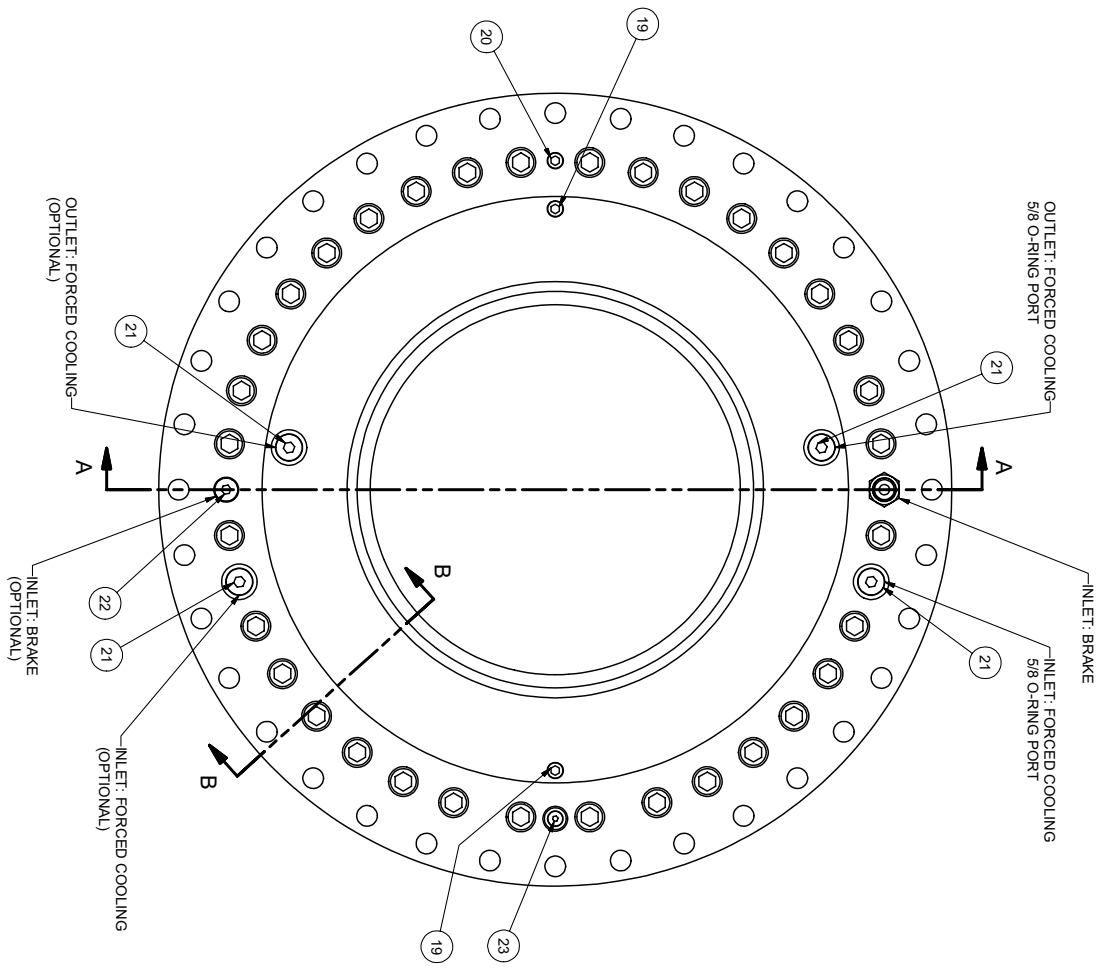 19
20
OUTLET: FORCED COOLING
5/8 O-RING PORT
21
A
INLET: BRAKE
21
INLET: FORCED COOLING
5/8 O-RING PORT
OUTLET: FORCED COOLING
(OPTIONAL)
21
A
22
INLET: BRAKE
(OPTIONAL)
21
INLET: FORCED COOLING
(OPTIONAL)
B
B
19
23